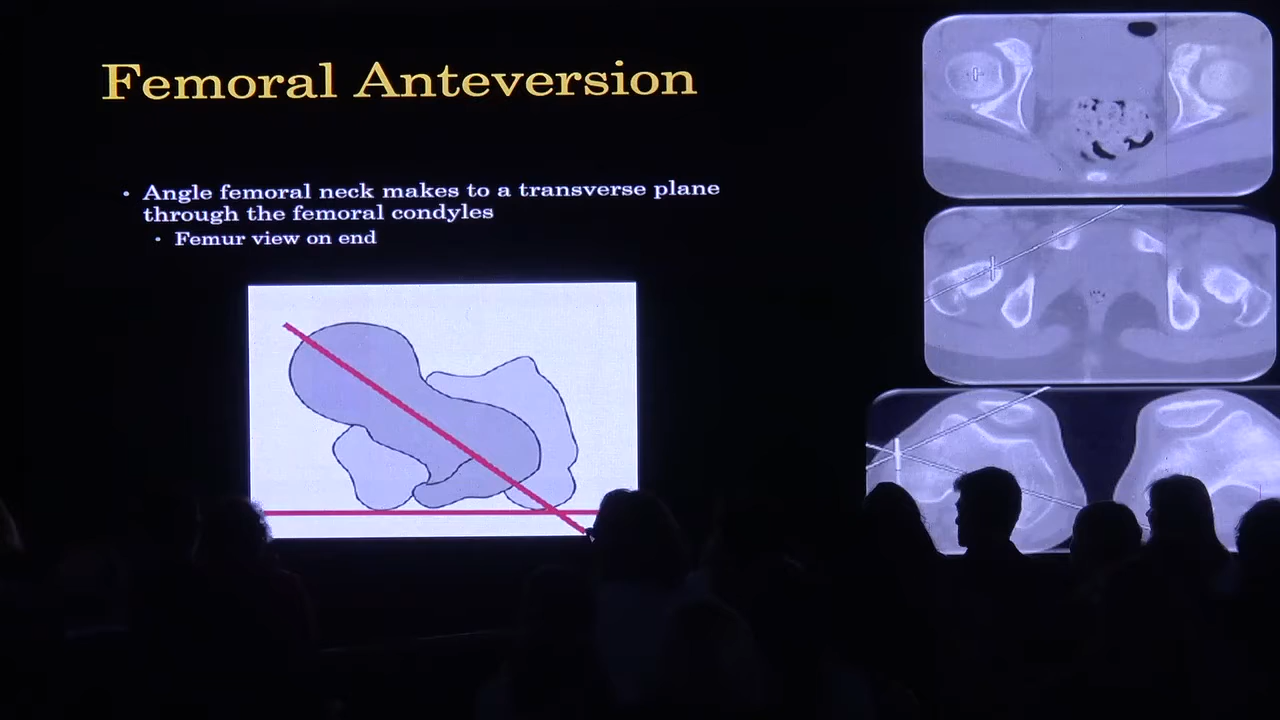 Femoral Anteversion
• Angle femoral neck makes to a transverse plane
through the femoral condyles
• Femur view on end